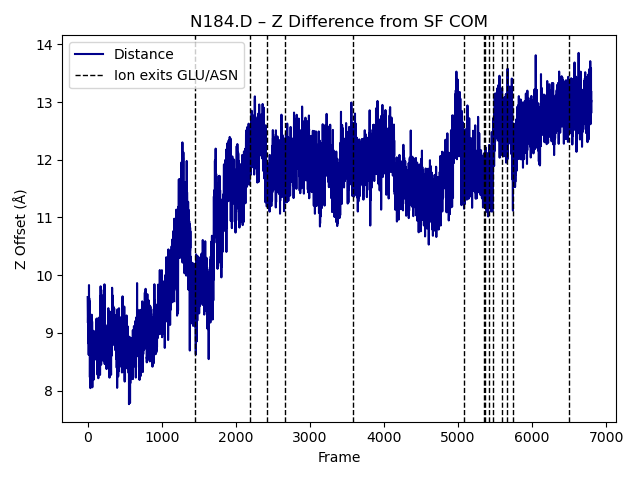 N184.D – Z Difference from SF COM
Distance
Ion exits GLU/ASN
Z Offset (Å)
14
13
12
11
10
9
8
0 1000 2000 3000 4000 5000 6000 7000
Frame